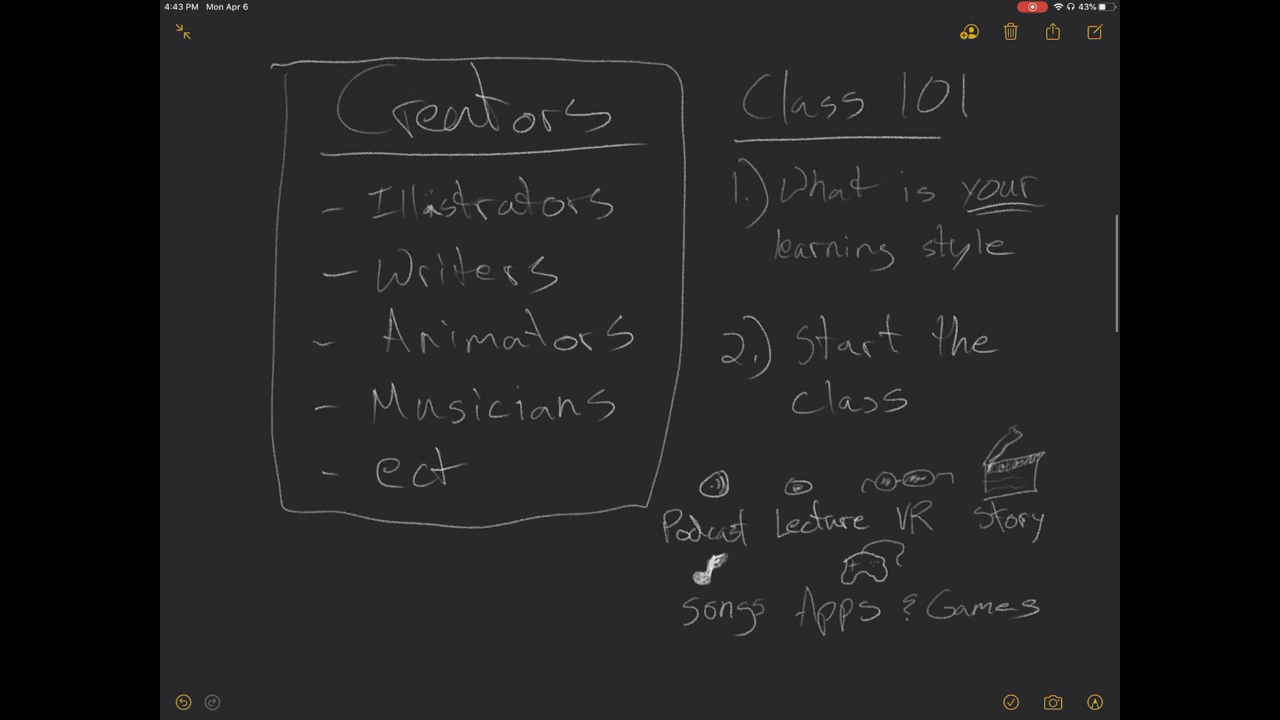 4:43 PM Mon Apr 6
43%
Creators
- Illustrators
- Writers
- Animators
- Musicians
- ect
Class 101
1.) What is your
learning style
2.) Start the
class
Podcast Lecture VR Story
Songs Apps & Games